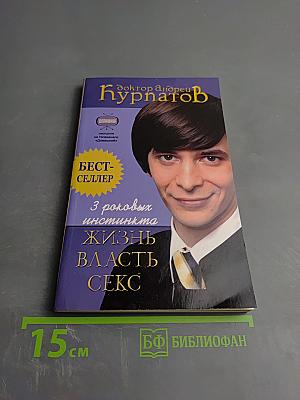 доктор Андрей
Курпатов
БЕСТ-
СЕЛЛЕР
3 роковых
инстинкта
ЖИЗНЬ
ВЛАСТЬ
СЕКС
15 см
БФ БИБЛИОФАН